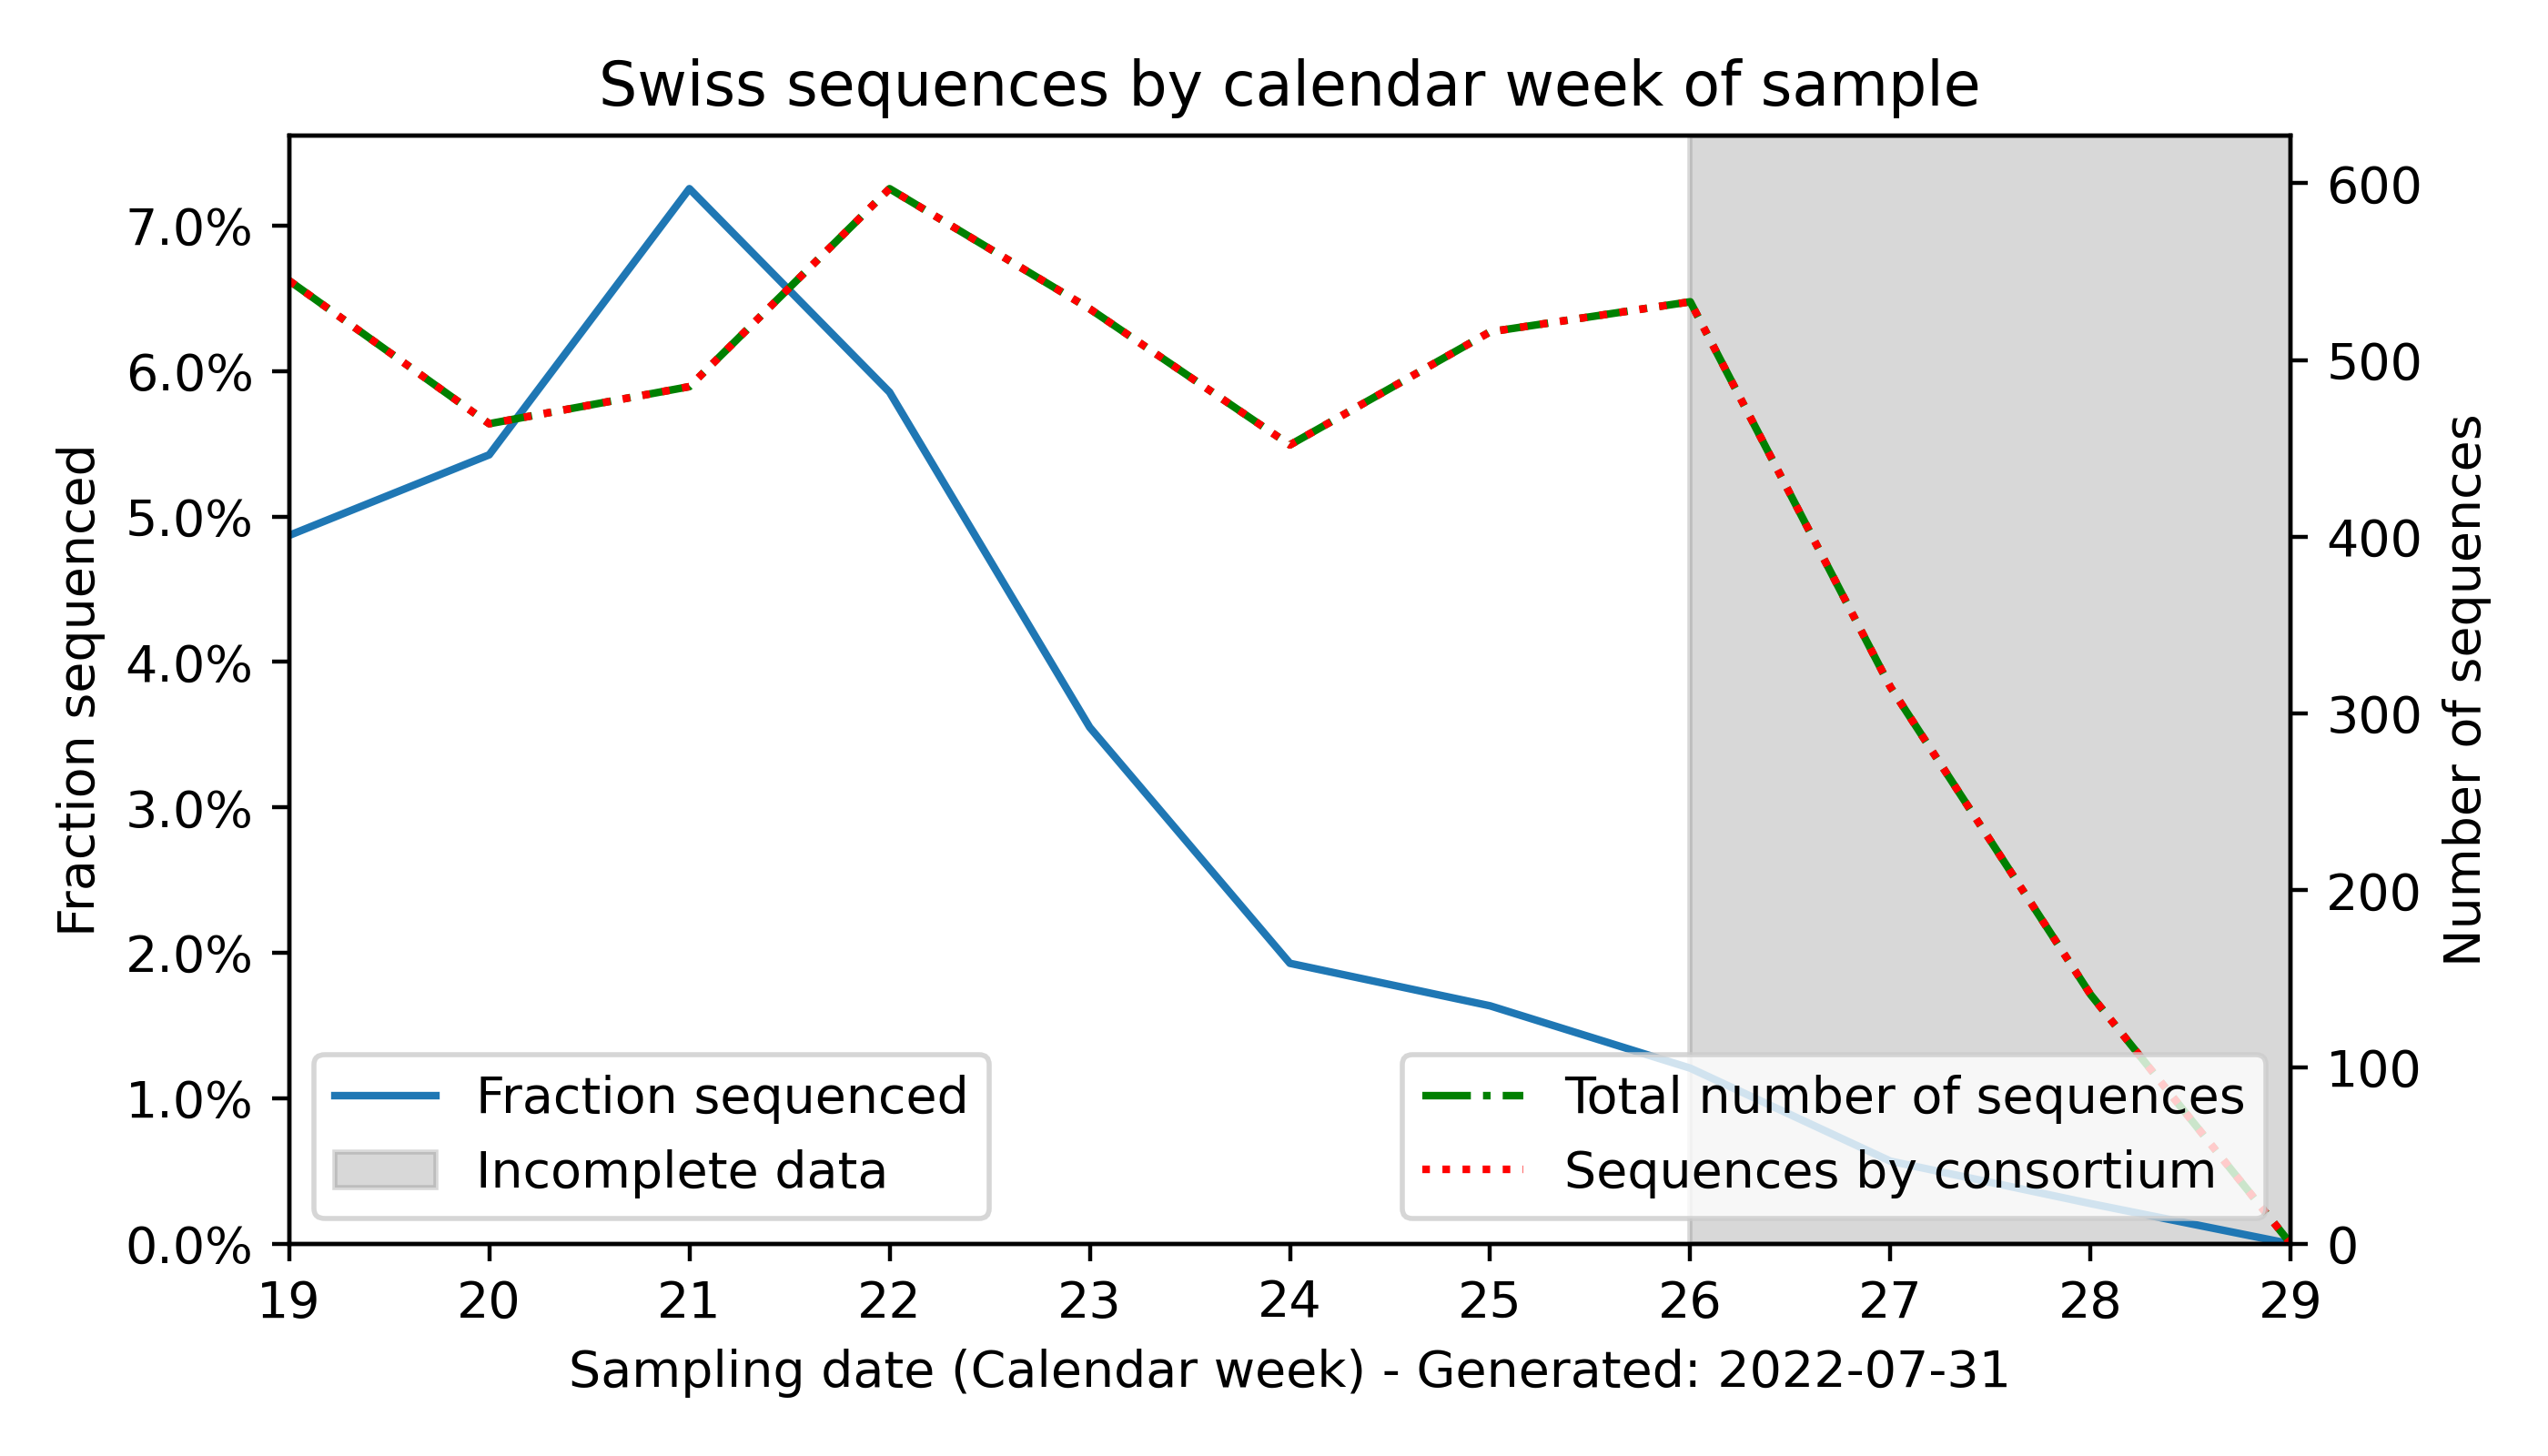 Swiss sequences by calendar week of sample
7.0%
6.0%
5.0%
4.0%
3.0%
2.0%
1.0%
0.0%
Fraction sequenced
600
500
400
300
200
100
0
Number of sequences
Fraction sequenced
Incomplete data
Total number of sequences
Sequences by consortium
19 20 21 22 23 24 25 26 27 28 29
Sampling date (Calendar week) - Generated: 2022-07-31